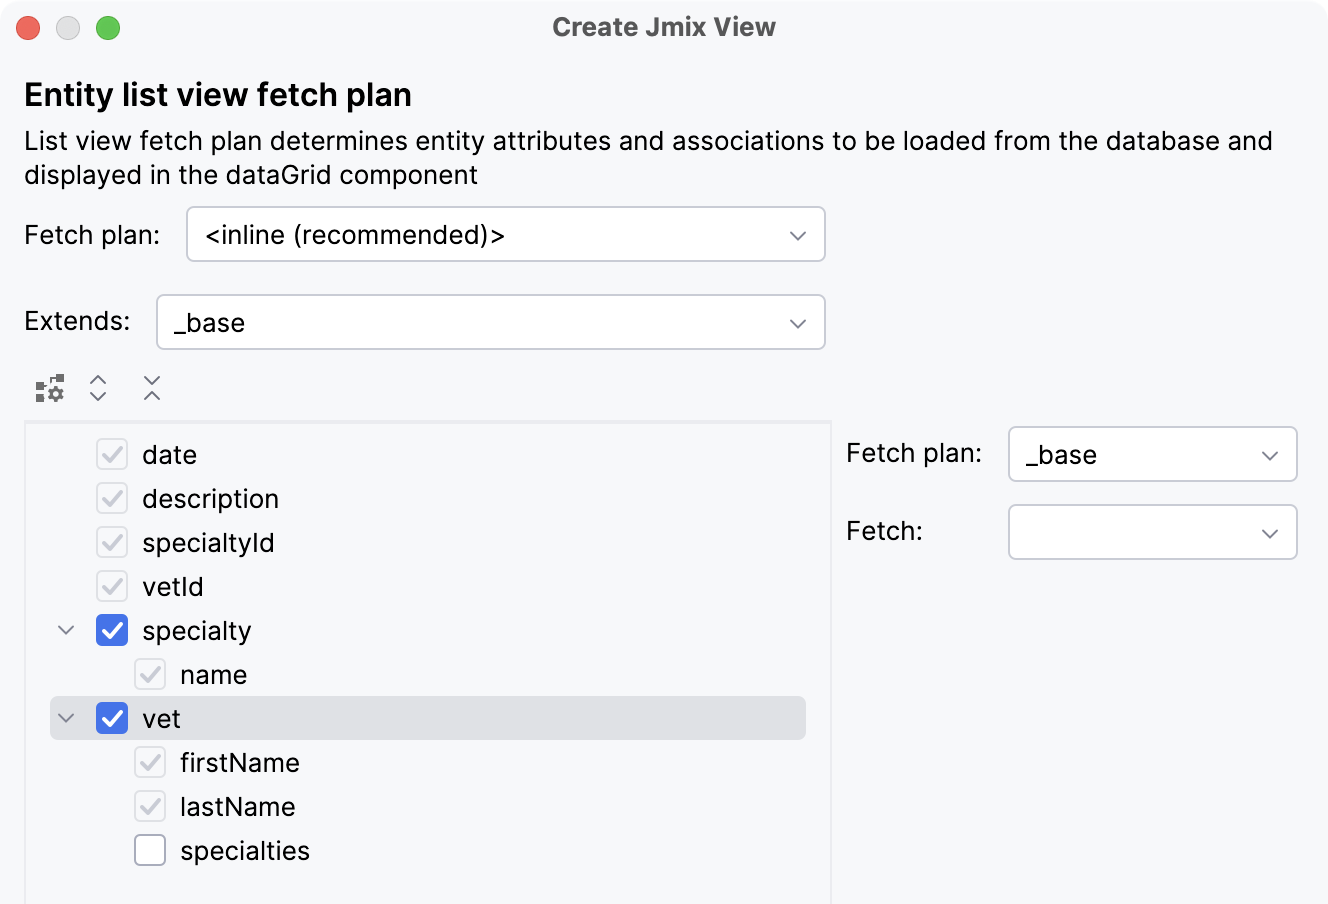 Create Jmix View
Entity list view fetch plan
List view fetch plan determines entity attributes and associations to be loaded from the database and
displayed in the dataGrid component
Fetch plan: <inline (recommended)>
Extends: _base
date
description
specialtyId
vetId
specialty
name
vet
firstName
lastName
specialties
Fetch plan: _base
Fetch: